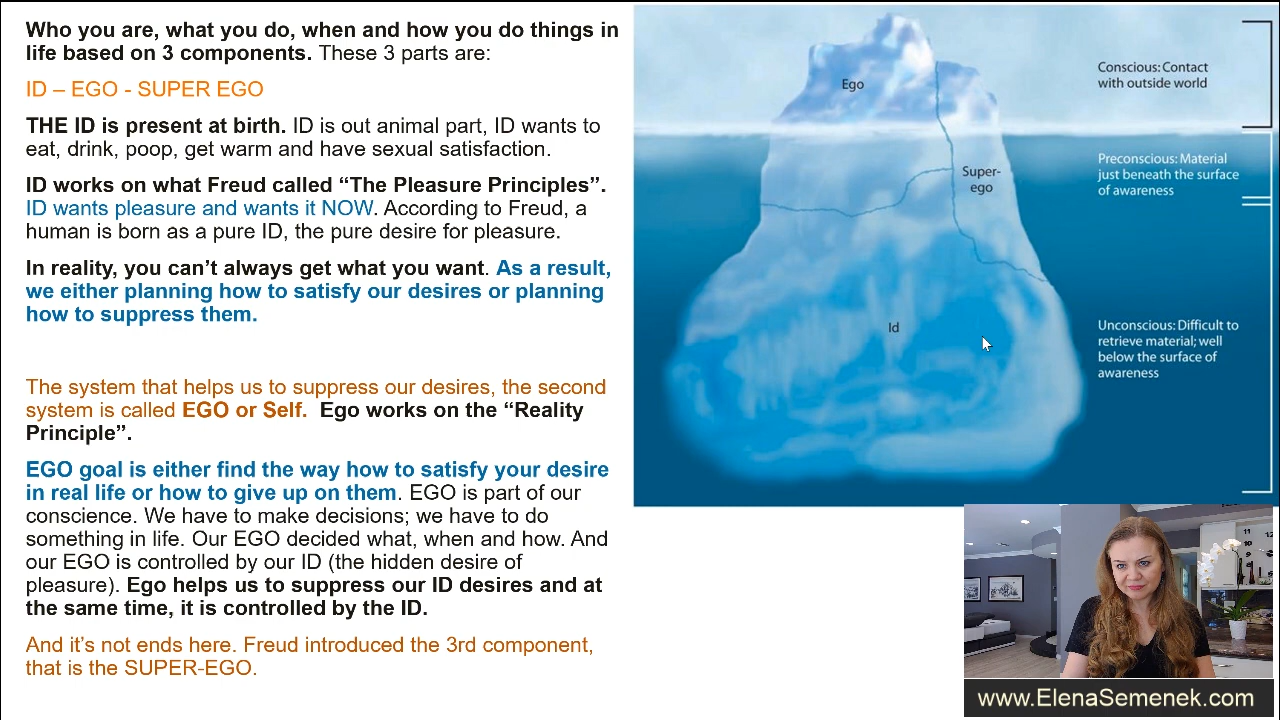 Who you are, what you do, when and how you do things in
life based on 3 components. These 3 parts are:
ID – EGO - SUPER EGO
THE ID is present at birth. ID is out animal part, ID wants to
eat, drink, poop, get warm and have sexual satisfaction.
ID works on what Freud called “The Pleasure Principles”.
ID wants pleasure and wants it NOW. According to Freud, a
human is born as a pure ID, the pure desire for pleasure.
In reality, you can’t always get what you want. As a result,
we either planning how to satisfy our desires or planning
how to suppress them.
The system that helps us to suppress our desires, the second
system is called EGO or Self. Ego works on the “Reality
Principle”.
EGO goal is either find the way how to satisfy your desire
in real life or how to give up on them. EGO is part of our
conscience. We have to make decisions; we have to do
something in life. Our EGO decided what, when and how. And
our EGO is controlled by our ID (the hidden desire of
pleasure). Ego helps us to suppress our ID desires and at
the same time, it is controlled by the ID.
And it’s not ends here. Freud introduced the 3rd component,
that is the SUPER-EGO.
Ego
Super-
ego
Id
Conscious: Contact
with outside world
Preconscious: Material
just beneath the surface
of awareness
Unconscious: Difficult to
retrieve material; well
below the surface of
awareness
www.ElenaSemenek.com